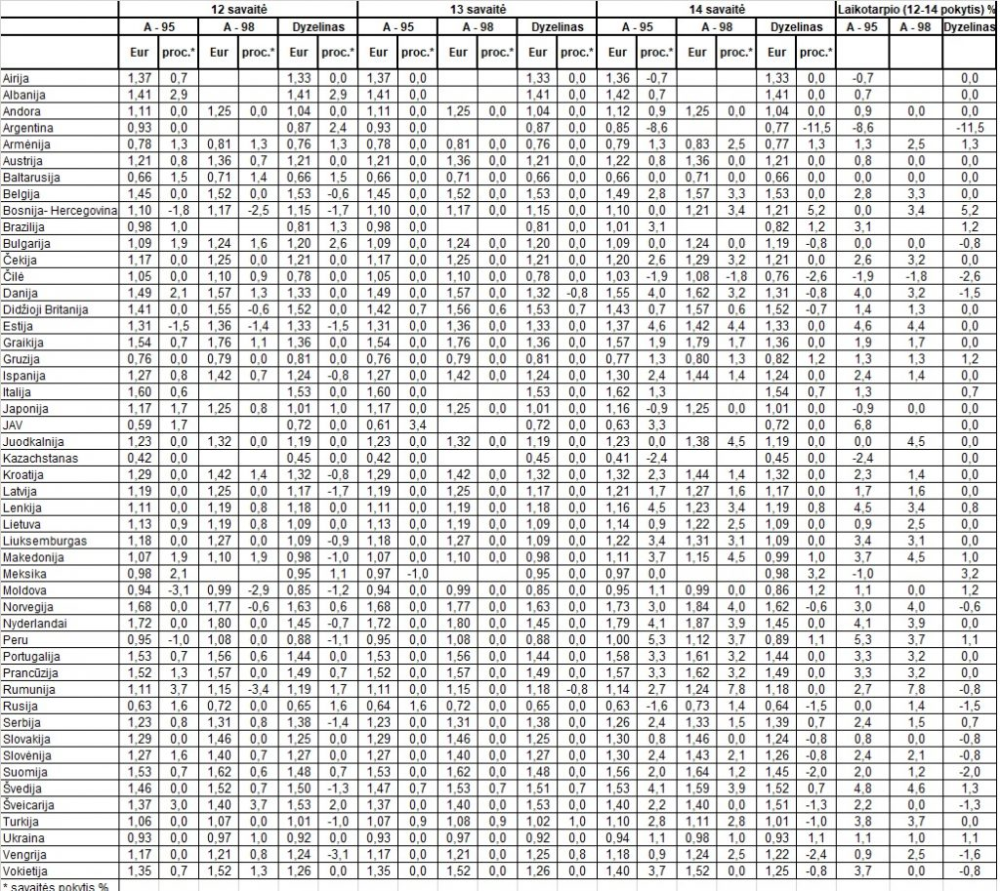 12 savaitė 13 savaitė 14 savaitė Laikotarpio (12-14 pokytis) %
A - 95 A - 98 Dyzelinas A - 95 A - 98 Dyzelinas A - 95 A - 98 Dyzelinas A - 95 A - 98 Dyzelinas
Eur proc.* Eur proc.* Eur proc.* Eur proc.* Eur proc.* Eur proc.* Eur proc.* Eur proc.* Eur proc.*
Airija 1,37 0,7 1,33 0,0 1,37 0,0 1,33 0,0 1,36 -0,7 1,33 0,0 -0,7 0,0
Albanija 1,41 2,9 1,41 2,9 1,41 0,0 1,41 0,0 1,42 0,7 1,41 0,0 0,7 0,0
Andora 1,11 0,0 1,25 0,0 1,04 0,0 1,11 0,0 1,25 0,0 1,04 0,0 1,12 0,9 1,25 0,0 1,04 0,0 0,9 0,0 0,0
Argentina 0,93 0,0 0,87 2,4 0,93 0,0 0,87 0,0 0,85 -8,6 0,77 -11,5 -8,6 -11,5
Armėnija 0,78 1,3 0,81 1,3 0,76 1,3 0,78 0,0 0,81 0,0 0,76 0,0 0,79 1,3 0,83 2,5 0,77 1,3 1,3 2,5 1,3
Austrija 1,21 0,8 1,36 0,7 1,21 0,0 1,21 0,0 1,36 0,0 1,21 0,0 1,22 0,8 1,36 0,0 1,21 0,0 0,8 0,0 0,0
Baltarusija 0,66 1,5 0,71 1,4 0,66 1,5 0,66 0,0 0,71 0,0 0,66 0,0 0,66 0,0 0,71 0,0 0,66 0,0 0,0 0,0 0,0
Belgija 1,45 0,0 1,52 0,0 1,53 -0,6 1,45 0,0 1,52 0,0 1,53 0,0 1,49 2,8 1,57 3,3 1,53 0,0 2,8 3,3 0,0
Bosnija- Hercegovina 1,10 -1,8 1,17 -2,5 1,15 -1,7 1,10 0,0 1,17 0,0 1,15 0,0 1,10 0,0 1,21 3,4 1,21 5,2 0,0 3,4 5,2
Brazilija 0,98 1,0 0,81 1,3 0,98 0,0 0,81 0,0 1,01 3,1 0,82 1,2 3,1 1,2
Bulgarija 1,09 1,9 1,24 1,6 1,20 2,6 1,09 0,0 1,24 0,0 1,20 0,0 1,09 0,0 1,24 0,0 1,19 -0,8 0,0 0,0 -0,8
Čekija 1,17 0,0 1,25 0,0 1,21 0,0 1,17 0,0 1,25 0,0 1,21 0,0 1,20 2,6 1,29 3,2 1,21 0,0 2,6 3,2 0,0
Čilė 1,05 0,0 1,10 0,9 0,78 0,0 1,05 0,0 1,10 0,0 0,78 0,0 1,03 -1,9 1,08 -1,8 0,76 -2,6 -1,9 -1,8 -2,6
Danija 1,49 2,1 1,57 1,3 1,33 0,0 1,49 0,0 1,57 0,0 1,32 -0,8 1,55 4,0 1,62 3,2 1,31 -0,8 4,0 3,2 -1,5
Didžioji Britanija 1,41 0,0 1,55 -0,6 1,52 0,0 1,42 0,7 1,56 0,6 1,53 0,7 1,43 0,7 1,57 0,6 1,52 -0,7 1,4 1,3 0,0
Estija 1,31 -1,5 1,36 -1,4 1,33 -1,5 1,31 0,0 1,36 0,0 1,33 0,0 1,37 4,6 1,42 4,4 1,33 0,0 4,6 4,4 0,0
Graikija 1,54 0,7 1,76 1,1 1,36 0,0 1,54 0,0 1,76 0,0 1,36 0,0 1,57 1,9 1,79 1,7 1,36 0,0 1,9 1,7 0,0
Gruzija 0,76 0,0 0,79 0,0 0,81 0,0 0,76 0,0 0,79 0,0 0,81 0,0 0,77 1,3 0,80 1,3 0,82 1,2 1,3 1,3 1,2
Ispanija 1,27 0,8 1,42 0,7 1,24 -0,8 1,27 0,0 1,42 0,0 1,24 0,0 1,30 2,4 1,44 1,4 1,24 0,0 2,4 1,4 0,0
Italija 1,60 0,6 1,53 0,0 1,60 0,0 1,53 0,0 1,62 1,3 1,54 0,7 1,3 0,7
Japonija 1,17 1,7 1,25 0,8 1,01 1,0 1,17 0,0 1,25 0,0 1,01 0,0 1,16 -0,9 1,25 0,0 1,01 0,0 -0,9 0,0 0,0
JAV 0,59 1,7 0,72 0,0 0,61 3,4 0,72 0,0 0,63 3,3 0,72 0,0 6,8 0,0
Juodkalnija 1,23 0,0 1,32 0,0 1,19 0,0 1,23 0,0 1,32 0,0 1,19 0,0 1,23 0,0 1,38 4,5 1,19 0,0 0,0 4,5 0,0
Kazachstanas 0,42 0,0 0,45 0,0 0,42 0,0 0,45 0,0 0,41 -2,4 0,45 0,0 -2,4 0,0
Kroatija 1,29 0,0 1,42 1,4 1,32 -0,8 1,29 0,0 1,42 0,0 1,32 0,0 1,32 2,3 1,44 1,4 1,32 0,0 2,3 1,4 0,0
Latvija 1,19 0,0 1,25 0,0 1,17 -1,7 1,19 0,0 1,25 0,0 1,17 0,0 1,21 1,7 1,27 1,6 1,17 0,0 1,7 1,6 0,0
Lenkija 1,11 0,0 1,19 0,8 1,18 0,0 1,11 0,0 1,19 0,0 1,18 0,0 1,16 4,5 1,23 3,4 1,19 0,8 4,5 3,4 0,8
Lietuva 1,13 0,9 1,19 0,8 1,09 0,0 1,13 0,0 1,19 0,0 1,09 0,0 1,14 0,9 1,22 2,5 1,09 0,0 0,9 2,5 0,0
Liuksemburgas 1,18 0,0 1,27 0,0 1,09 -0,9 1,18 0,0 1,27 0,0 1,09 0,0 1,22 3,4 1,31 3,1 1,09 0,0 3,4 3,1 0,0
Makedonija 1,07 1,9 1,10 1,9 0,98 -1,0 1,07 0,0 1,10 0,0 0,98 0,0 1,11 3,7 1,15 4,5 0,99 1,0 3,7 4,5 1,0
Meksika 0,98 2,1 0,95 1,1 0,97 -1,0 0,95 0,0 0,97 0,0 0,98 3,2 -1,0 3,2
Moldova 0,94 -3,1 0,99 -2,9 0,85 -1,2 0,94 0,0 0,99 0,0 0,85 0,0 0,95 1,1 0,99 0,0 0,86 1,2 1,1 0,0 1,2
Norvegija 1,68 0,0 1,77 -0,6 1,63 0,6 1,68 0,0 1,77 0,0 1,63 0,0 1,73 3,0 1,84 4,0 1,62 -0,6 3,0 4,0 -0,6
Nyderlandai 1,72 0,0 1,80 0,0 1,45 -0,7 1,72 0,0 1,80 0,0 1,45 0,0 1,79 4,1 1,87 3,9 1,45 0,0 4,1 3,9 0,0
Peru 0,95 -1,0 1,08 0,0 0,88 -1,1 0,95 0,0 1,08 0,0 0,88 0,0 1,00 5,3 1,12 3,7 0,89 1,1 5,3 3,7 1,1
Portugalija 1,53 0,7 1,56 0,6 1,44 0,0 1,53 0,0 1,56 0,0 1,44 0,0 1,58 3,3 1,61 3,2 1,44 0,0 3,3 3,2 0,0
Prancūzija 1,52 1,3 1,57 0,0 1,49 0,7 1,52 0,0 1,57 0,0 1,49 0,0 1,57 3,3 1,62 3,2 1,49 0,0 3,3 3,2 0,0
Rumunija 1,11 3,7 1,15 -3,4 1,19 1,7 1,11 0,0 1,15 0,0 1,18 -0,8 1,14 2,7 1,24 7,8 1,18 0,0 2,7 7,8 -0,8
Rusija 0,63 1,6 0,72 0,0 0,65 1,6 0,64 1,6 0,72 0,0 0,65 0,0 0,63 -1,6 0,73 1,4 0,64 -1,5 0,0 1,4 -1,5
Serbija 1,23 0,8 1,31 0,8 1,38 -1,4 1,23 0,0 1,31 0,0 1,38 0,0 1,26 2,4 1,33 1,5 1,39 0,7 2,4 1,5 0,7
Slovakija 1,29 0,0 1,46 0,0 1,25 0,0 1,29 0,0 1,46 0,0 1,25 0,0 1,30 0,8 1,46 0,0 1,24 -0,8 0,8 0,0 -0,8
Slovėnija 1,27 1,6 1,40 0,7 1,27 0,0 1,27 0,0 1,40 0,0 1,27 0,0 1,30 2,4 1,43 2,1 1,26 -0,8 2,4 2,1 -0,8
Suomija 1,53 0,7 1,62 0,6 1,48 0,7 1,53 0,0 1,62 0,0 1,48 0,0 1,56 2,0 1,64 1,2 1,45 -2,0 2,0 1,2 -2,0
Švedija 1,46 0,0 1,52 0,7 1,50 -1,3 1,47 0,7 1,53 0,7 1,51 0,7 1,53 4,1 1,59 3,9 1,52 0,7 4,8 4,6 1,3
Šveicarija 1,37 3,0 1,40 3,7 1,53 2,0 1,37 0,0 1,40 0,0 1,53 0,0 1,40 2,2 1,40 0,0 1,51 -1,3 2,2 0,0 -1,3
Turkija 1,06 0,0 1,07 0,0 1,01 -1,0 1,07 0,9 1,08 0,9 1,02 1,0 1,10 2,8 1,11 2,8 1,01 -1,0 3,8 3,7 0,0
Ukraina 0,93 0,0 0,97 1,0 0,92 0,0 0,93 0,0 0,97 0,0 0,92 0,0 0,94 1,1 0,98 1,0 0,93 1,1 1,1 1,0 1,1
Vengrija 1,17 0,0 1,21 0,8 1,24 -3,1 1,17 0,0 1,21 0,0 1,25 0,8 1,18 0,9 1,24 2,5 1,22 -2,4 0,9 2,5 -1,6
Vokietija 1,35 0,7 1,52 1,3 1,26 0,0 1,35 0,0 1,52 0,0 1,26 0,0 1,40 3,7 1,52 0,0 1,25 -0,8 3,7 0,0 -0,8
* savaitės pokytis %